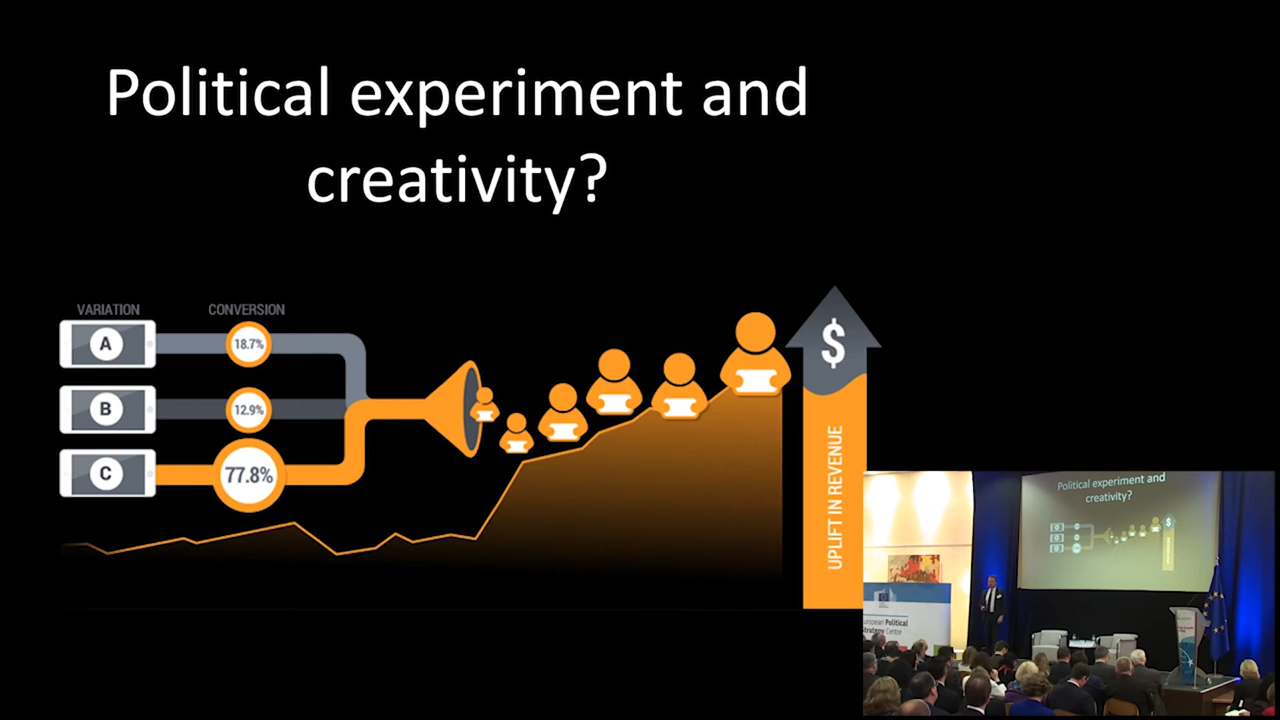 Political experiment and
creativity?
VARIATION
CONVERSION
A
18.7%
B
12.9%
C
77.8%
$
UPLIFT IN REVENUE
Political experiment and
creativity?
$
European Political
Strategy Centre